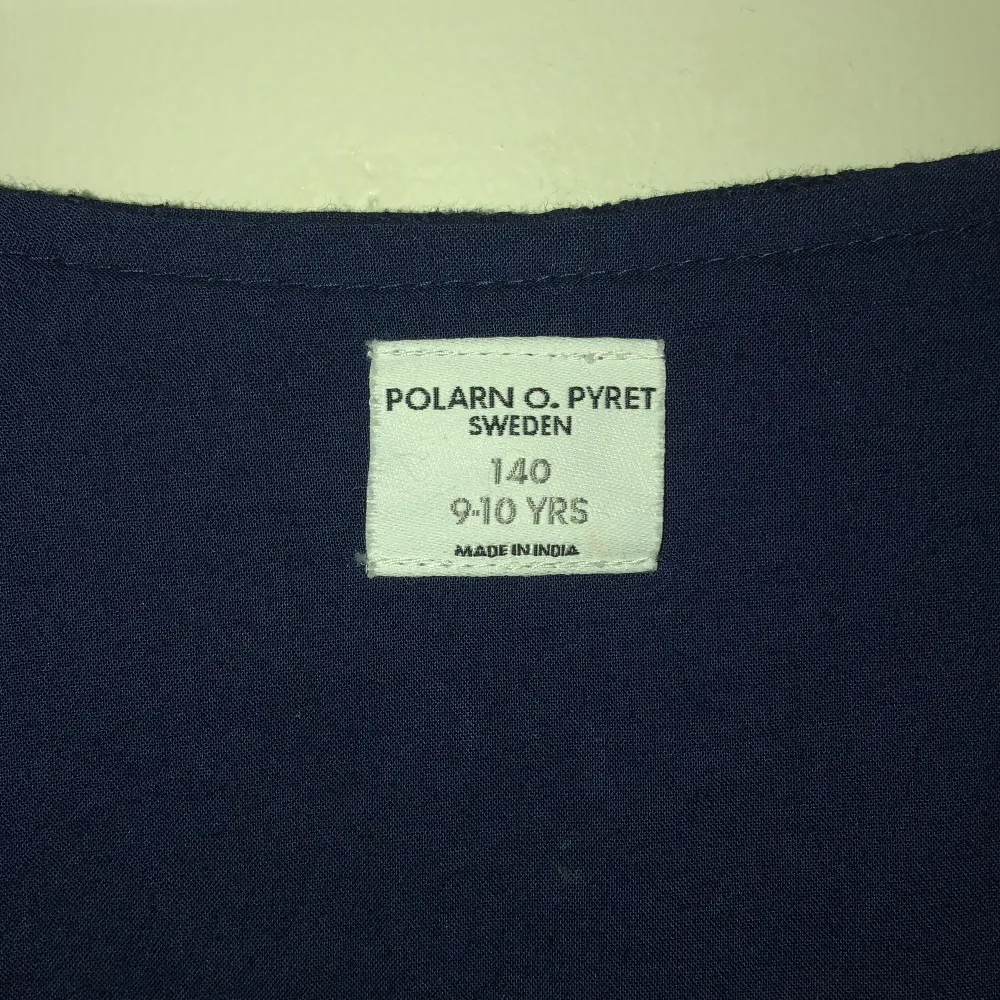 POLARN O. PYRET
SWEDEN
140
9-10 YRS
MADE IN INDIA